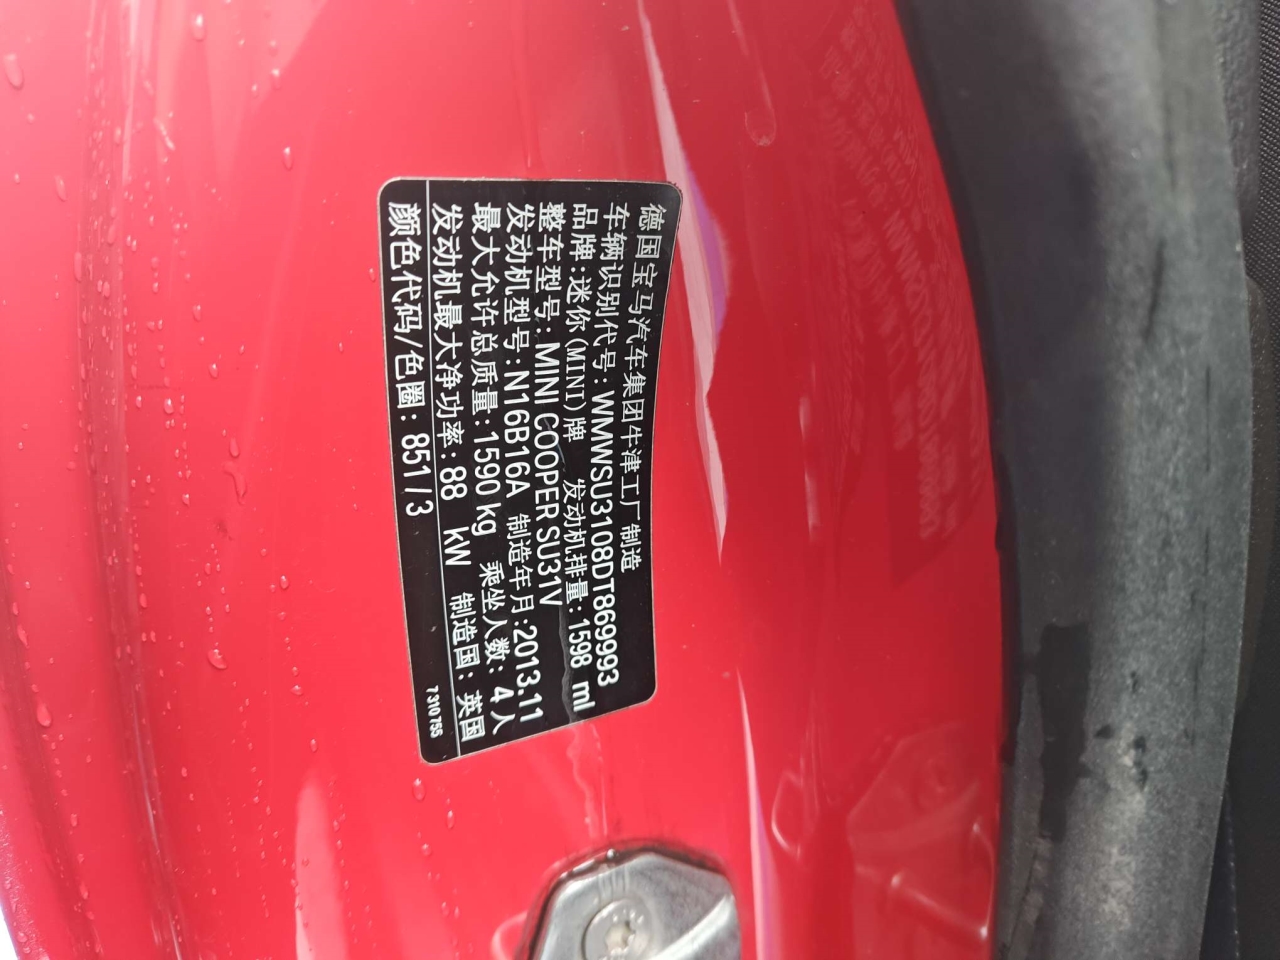 德国宝马汽车集团牛津工厂制造
车辆识别代号: WMWSU3108DT869993
品牌:迷你(MINI)牌 发动机排量: 1598 ml
整车型号: MINI COOPER SU31V
发动机型号: N16B16A 制造年月:2013.11
最大允许总质量: 1590 kg 乘坐人数: 4人
发动机最大净功率: 88 kW 制造国: 英国
颜色代码/色圈: 851/3
7310755